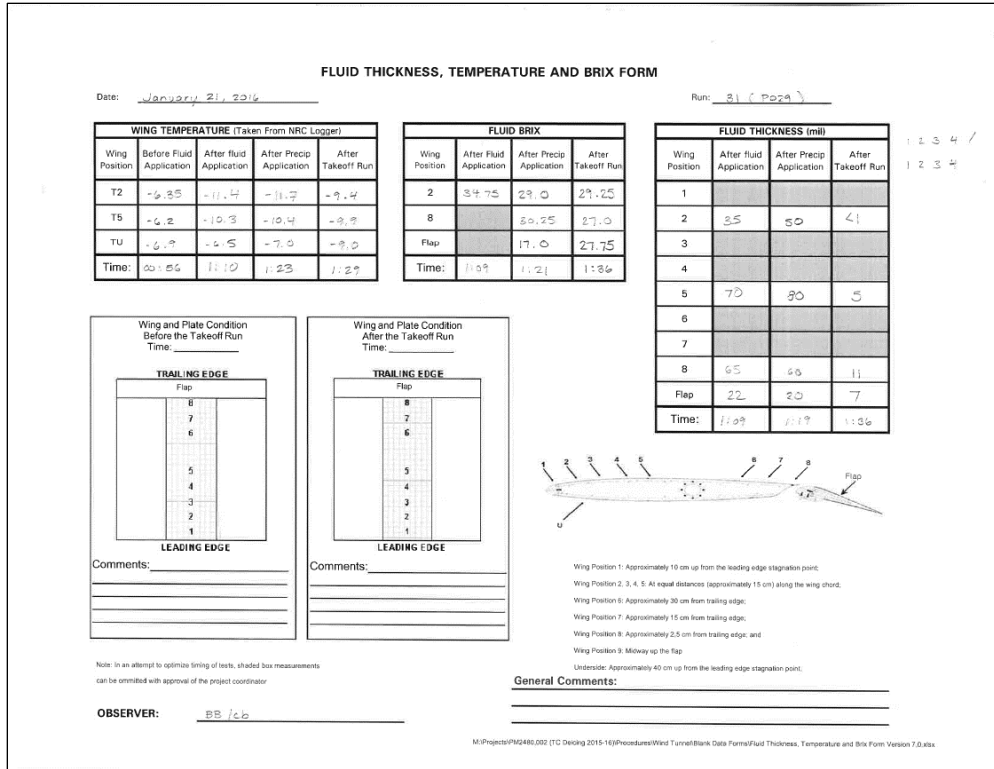 FLUID THICKNESS, TEMPERATURE AND BRIX FORM
Date: January 21, 2016 Run: 31 (P029)
WING TEMPERATURE (Taken From NRC Logger)
Wing Position Before Fluid Application After fluid Application After Precip Application After Takeoff Run
T2 -6.35 -11.4 -11.7 -9.4
T5 -6.2 -10.3 -10.4 -9.9
TU -6.9 -6.5 -7.0 -9.0
Time: 00:56 1:10 1:23 1:29
FLUID BRIX
Wing Position After Fluid Application After Precip Application After Takeoff Run
2 34.75 29.0 29.25
8 30.25 27.0
Flap 17.0 27.75
Time: 1:09 1:21 1:36
FLUID THICKNESS (mil)
Wing Position After fluid Application After Precip Application After Takeoff Run
1
2 35 50 <1
3
4
5 70 80 5
6
7
8 65 60 11
Flap 22 20 7
Time: 1:09 1:19 1:36
1 2 3 4 /
1 2 3 4
Wing and Plate Condition
Before the Takeoff Run
Time:
TRAILING EDGE
Flap
8
7
6
5
4
3
2
1
LEADING EDGE
Comments:
Wing and Plate Condition
After the Takeoff Run
Time:
TRAILING EDGE
Flap
8
7
6
5
4
3
2
1
LEADING EDGE
Comments:
1 2 3 4 5 6 7 8
Flap
U
Wing Position 1: Approximately 10 cm up from the leading edge stagnation point;
Wing Position 2, 3, 4, 5: At equal distances (approximately 15 cm) along the wing chord;
Wing Position 6: Approximately 30 cm from trailing edge;
Wing Position 7: Approximately 15 cm from trailing edge;
Wing Position 8: Approximately 2.5 cm from trailing edge; and
Wing Position 9: Midway up the flap
Underside: Approximately 40 cm up from the leading edge stagnation point.
Note: In an attempt to optimize timing of tests, shaded box measurements
can be ommitted with approval of the project coordinator
General Comments:
OBSERVER: BB/cb
M:\Projects\PM2480.002 (TC Deicing 2015-16)\Procedures\Wind Tunnel\Blank Data Forms\Fluid Thickness, Temperature and Brix Form Version 7.0.xlsx